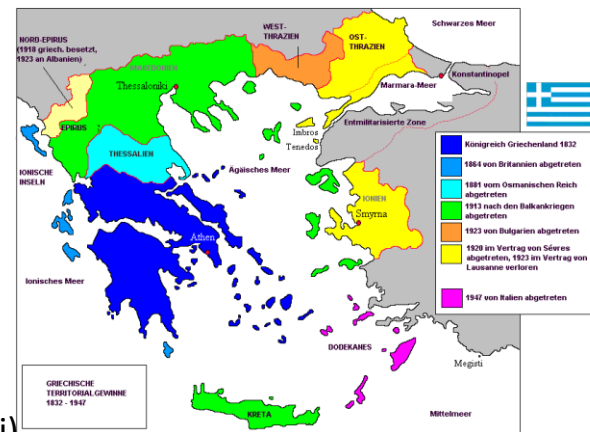 Schwarzes Meer
WEST-
THRAZIEN
OST-
THRAZIEN
NORD-EPIRUS
(1918 griech. besetzt,
1923 an Albanien)
MAKEDONIEN
Konstantinopel
Thessaloniki
Marmara-Meer
Imbros
Tenedos
Entmilitarisierte Zone
EPIRUS
THESSALIEN
IONISCHE
INSELN
Ägäisches Meer
IONIEN
Smyrna
Athen
Ionisches Meer
Königreich Griechenland 1832
1864 von Britannien
abgetreten
1881 vom Osmanischen Reich
abgetreten
1913 nach den Balkankriegen
abgetreten
1923 von Bulgarien abgetreten
1920 im Vertrag von Sévres
abgetreten, 1923 im Vertrag von
Lausanne verloren
1947 von Italien abgetreten
DODEKANES
Megisti
GRIECHISCHE
TERRITORIALGEWINNE
1832 - 1947
KRETA
Mittelmeer
i)